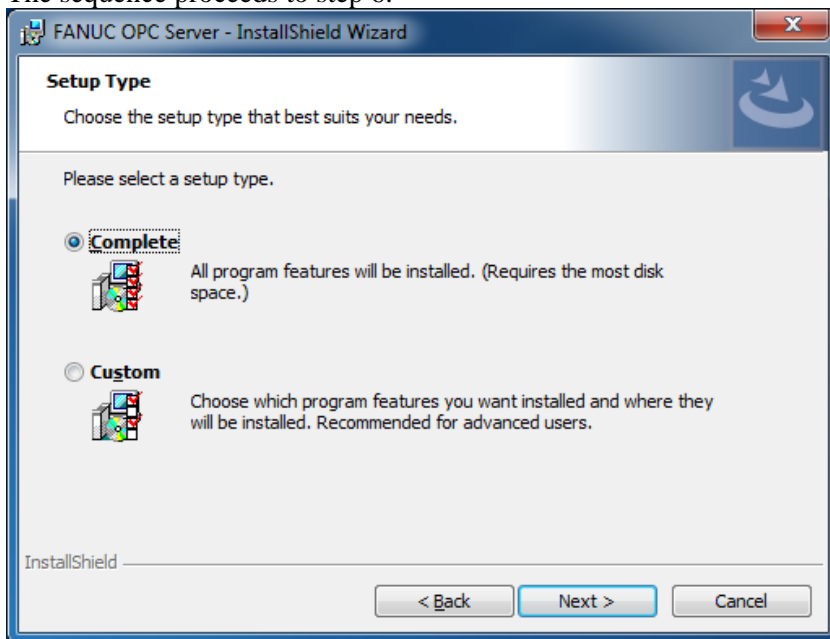 The sequence proceeds to step 6.
FANUC OPC Server - InstallShield Wizard
Setup Type
Choose the setup type that best suits your needs.
Please select a setup type.
Complete
All program features will be installed. (Requires the most disk
space.)
Custom
Choose which program features you want installed and where they
will be installed. Recommended for advanced users.
InstallShield
< Back Next > Cancel